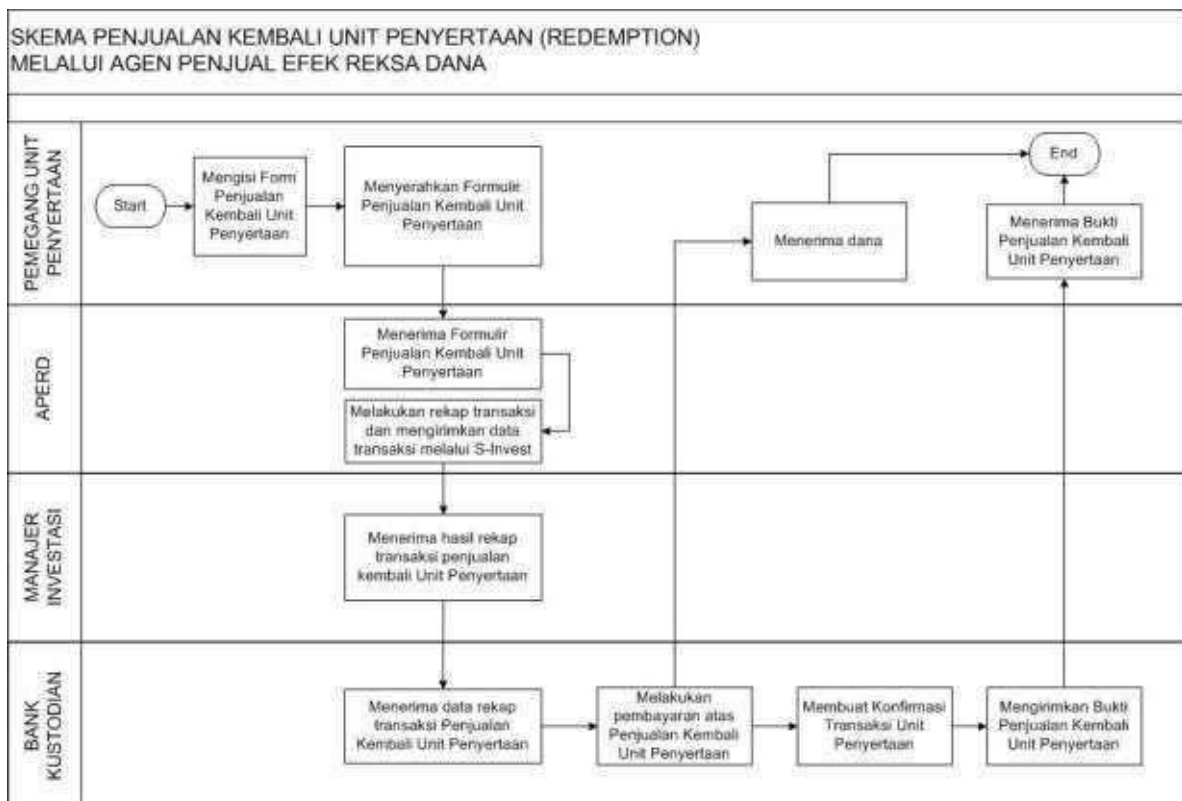 SKEMA PENJUALAN KEMBALI UNIT PENYERTAAN (REDEMPTION)
MELALUI AGEN PENJUAL EFEK REKSA DANA
PEMEGANG UNIT
PENYERTAAN
Start
Mengisi Form
Penjualan
Kembali Unit
Penyertaan
Menyerahkan Formulir
Penjualan Kembali Unit
Penyertaan
Menerima dana
End
Menerima Bukti
Penjualan Kembali
Unit Penyertaan
APERD
Menerima Formulir
Penjualan Kembali Unit
Penyertaan
Melakukan rekap transaksi
dan mengirimkan data
transaksi melalui S-Invest
MANAJER
INVESTASI
Menerima hasil rekap
transaksi penjualan
kembali Unit Penyertaan
BANK
KUSTODIAN
Menerima data rekap
transaksi Penjualan
Kembali Unit Penyertaan
Melakukan
pembayaran atas
Penjualan Kembali
Unit Penyertaan
Membuat Konfirmasi
Transaksi Unit
Penyertaan
Mengirimkan Bukti
Penjualan Kembali
Unit Penyertaan